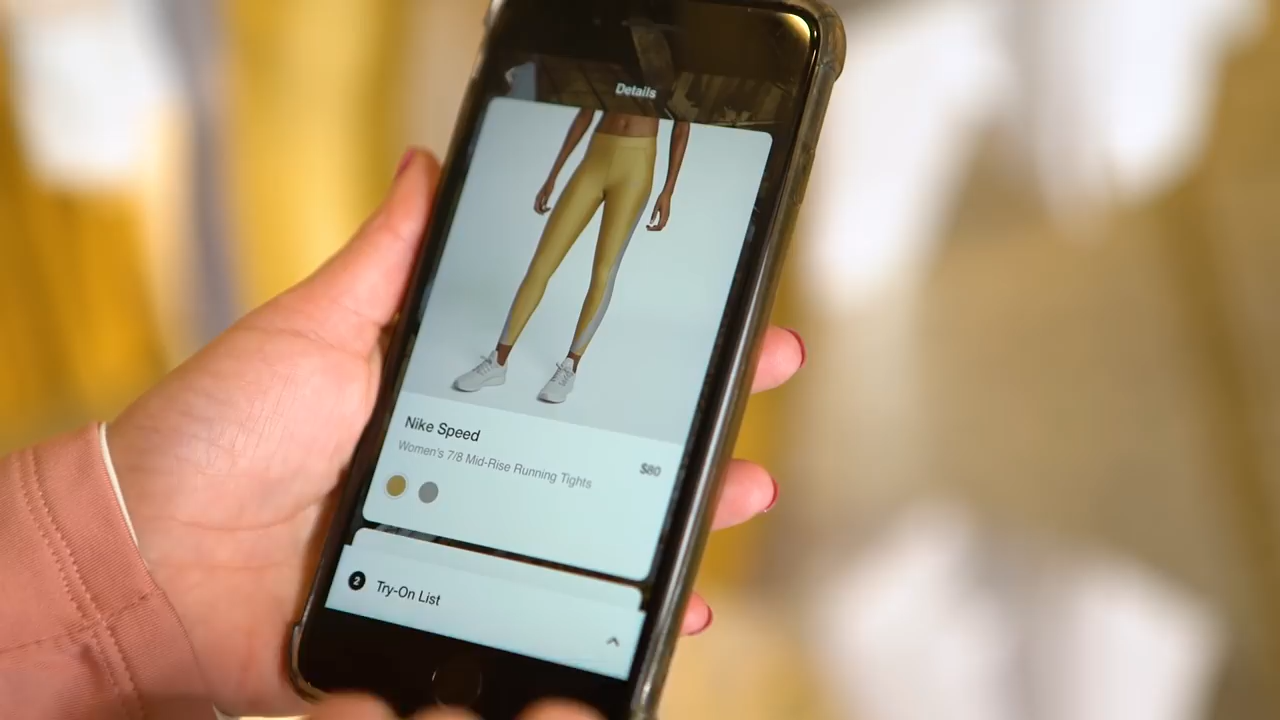 Details
Nike Speed
Women's 7/8 Mid-Rise Running Tights
$80
2
Try-On List